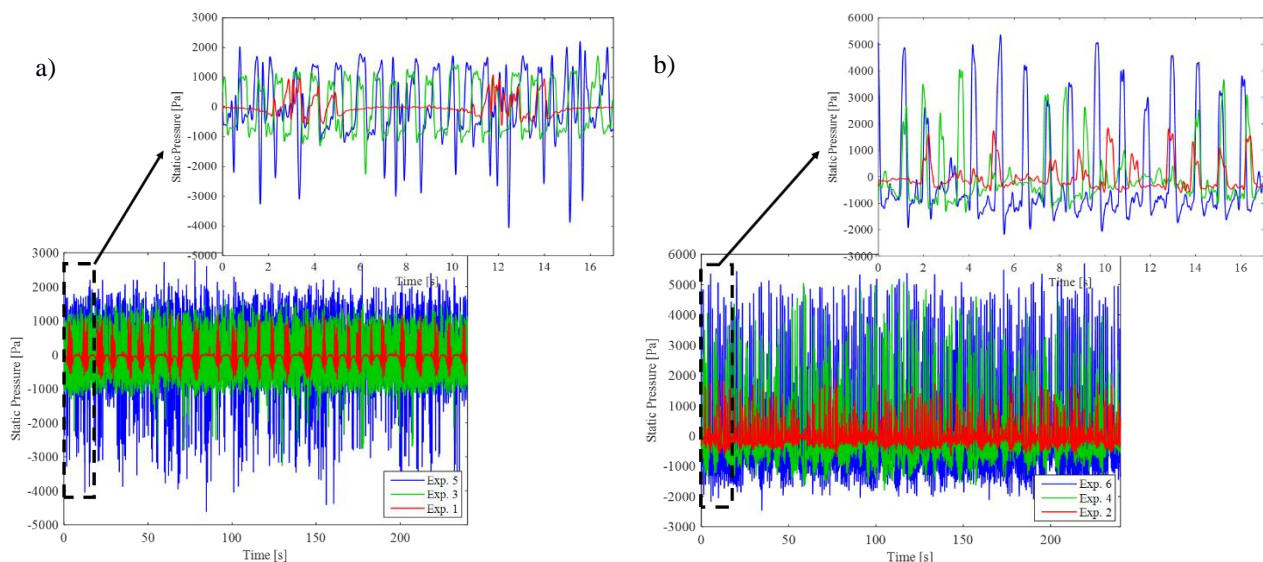 a)
3000
2000
1000
0
-1000
-2000
-3000
-4000
-5000
Static Pressure [Pa]
0 2 4 6 8 10 12 14 16
Time [s]
3000
2000
1000
0
-1000
-2000
-3000
-4000
-5000
Static Pressure [Pa]
Exp. 5
Exp. 3
Exp. 1
0 50 100 150 200
Time [s]
b)
6000
5000
4000
3000
2000
1000
0
-1000
-2000
-3000
Static Pressure [Pa]
0 2 4 6 8 10 12 14 16
Time [s]
6000
5000
4000
3000
2000
1000
0
-1000
-2000
-3000
Static Pressure [Pa]
Exp. 6
Exp. 4
Exp. 2
0 50 100 150 200
Time [s]